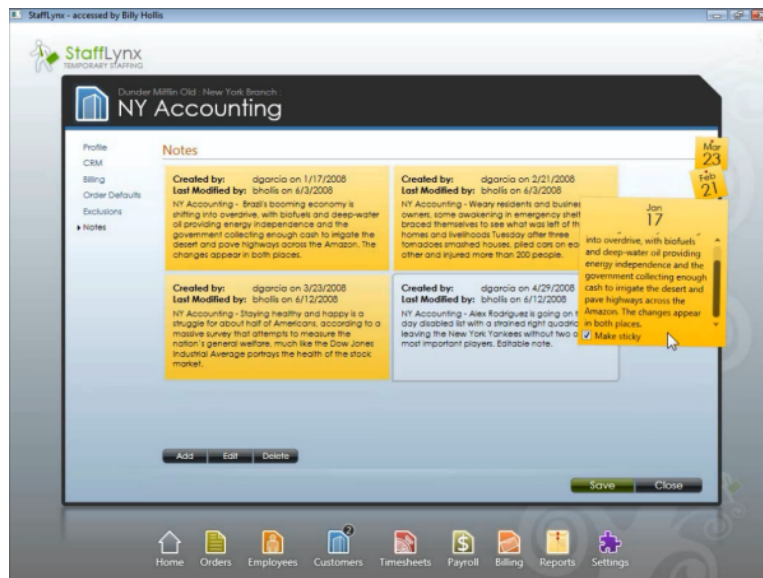 StaffLynx - accessed by Billy Hollis
StaffLynx
TEMPORARY STAFFING
Dunder Mifflin Old : New York Branch :
NY Accounting
Profile
CRM
Billing
Order Defaults
Exclusions
Notes
Notes
Created by: dgarcia on 1/17/2008
Last Modified by: bhollis on 6/3/2008
NY Accounting - Brazil's booming economy is
shifting into overdrive, with biofuels and deep-water
oil providing energy independence and the
government collecting enough cash to irrigate the
desert and pave highways across the Amazon. The
changes appear in both places.
Created by: dgarcia on 2/21/2008
Last Modified by: bhollis on 6/3/2008
NY Accounting - Weary residents and busines
owners, some awakening in emergency shelt
braced themselves to see what was left of th
homes and livelihoods Tuesday after three
tornadoes smashed houses, piled cars on ea
other and injured more than 200 people.
Created by: dgarcia on 3/23/2008
Last Modified by: bhollis on 6/12/2008
NY Accounting - Staying healthy and happy is a
struggle for about half of Americans, according to a
massive survey that attempts to measure the
nation's general welfare, much like the Dow Jones
Industrial Average portrays the health of the stock
market.
Created by: dgarcia on 4/29/2008
Last Modified by: bhollis on 6/12/2008
NY Accounting - Alex Rodriguez is going on t
day disabled list with a strained right quadric
leaving the New York Yankees without two o
most important players. Editable note.
Mar
23
Feb
21
Jan
17
into overdrive, with biofuels
and deep-water oil providing
energy independence and the
government collecting enough
cash to irrigate the desert and
pave highways across the
Amazon. The changes appear
in both places.
Make sticky
Add Edit Delete
Save Close
2
Home Orders Employees Customers Timesheets Payroll Billing Reports Settings